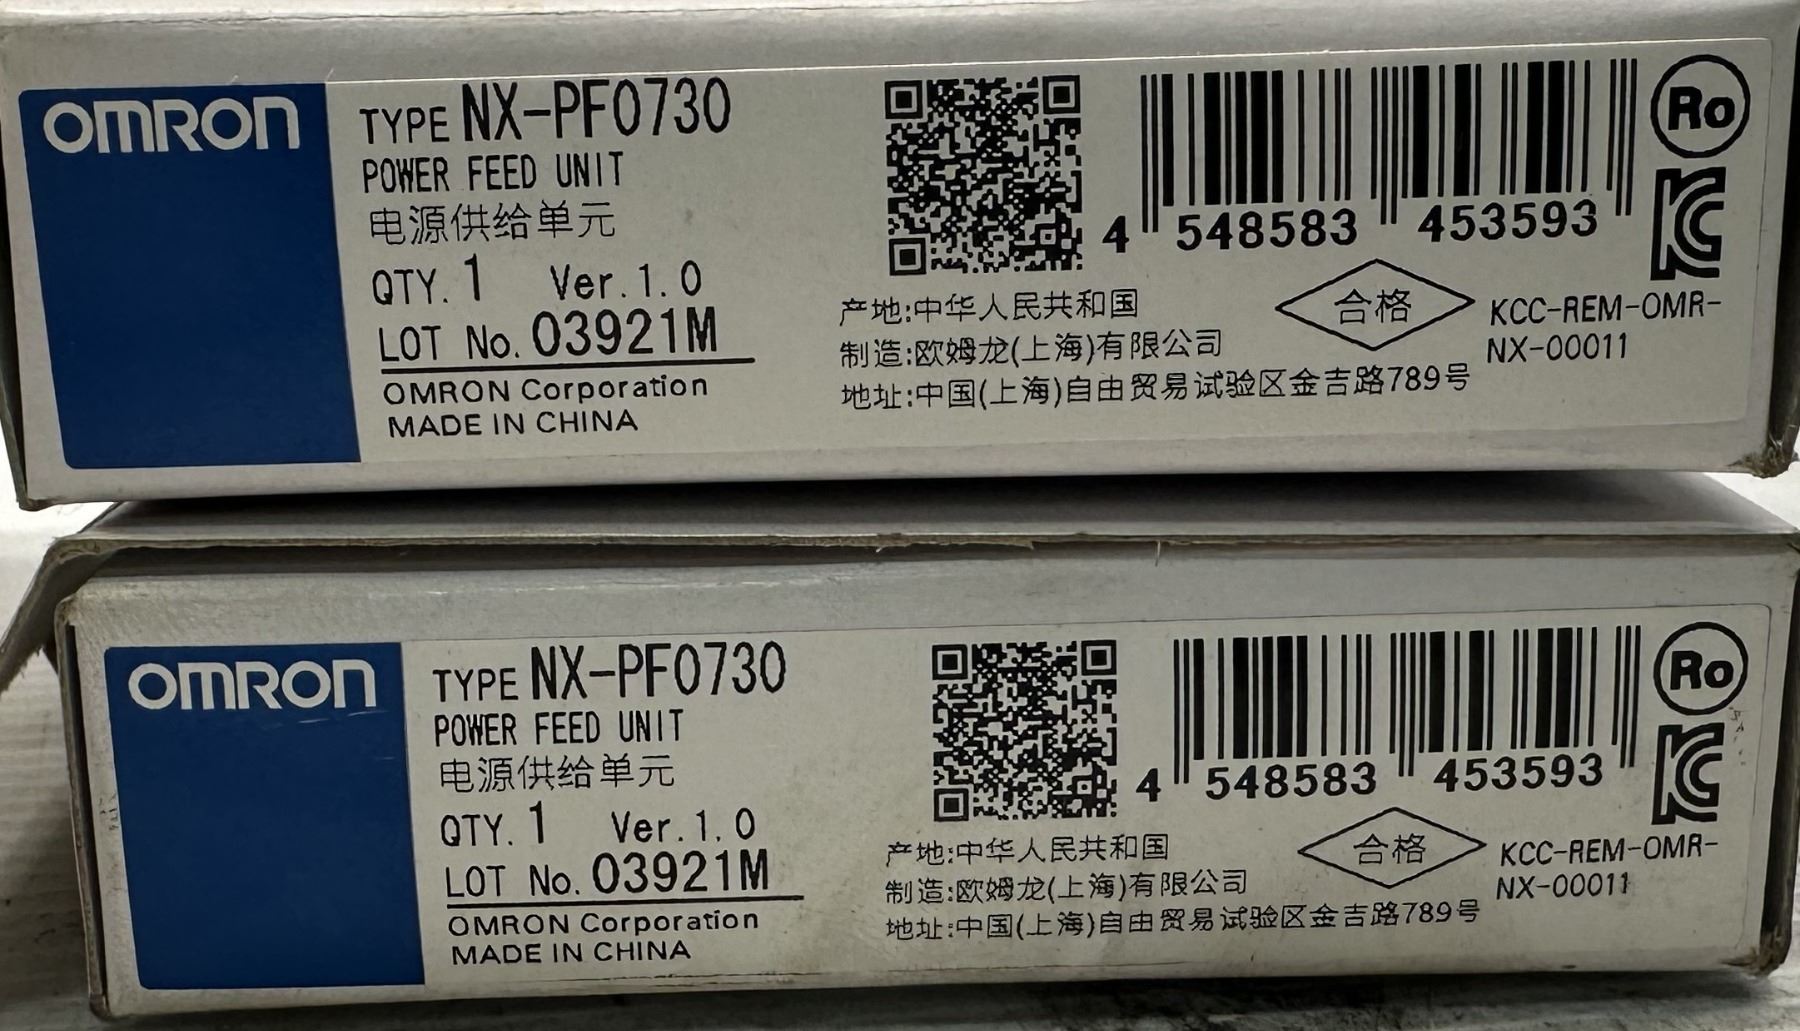 OMRON
TYPE NX-PF0730
POWER FEED UNIT
电源供给单元
QTY. 1 Ver. 1.0
LOT No. 03921M
OMRON Corporation
MADE IN CHINA
4 548583 453593
产地:中华人民共和国
制造:欧姆龙(上海)有限公司
地址:中国(上海)自由贸易试验区金吉路789号
合格
Ro
KC
KCC-REM-OMR-
NX-00011
OMRON
TYPE NX-PF0730
POWER FEED UNIT
电源供给单元
QTY. 1 Ver. 1.0
LOT No. 03921M
OMRON Corporation
MADE IN CHINA
4 548583 453593
产地:中华人民共和国
制造:欧姆龙(上海)有限公司
地址:中国(上海)自由贸易试验区金吉路789号
合格
Ro
KC
KCC-REM-OMR-
NX-00011